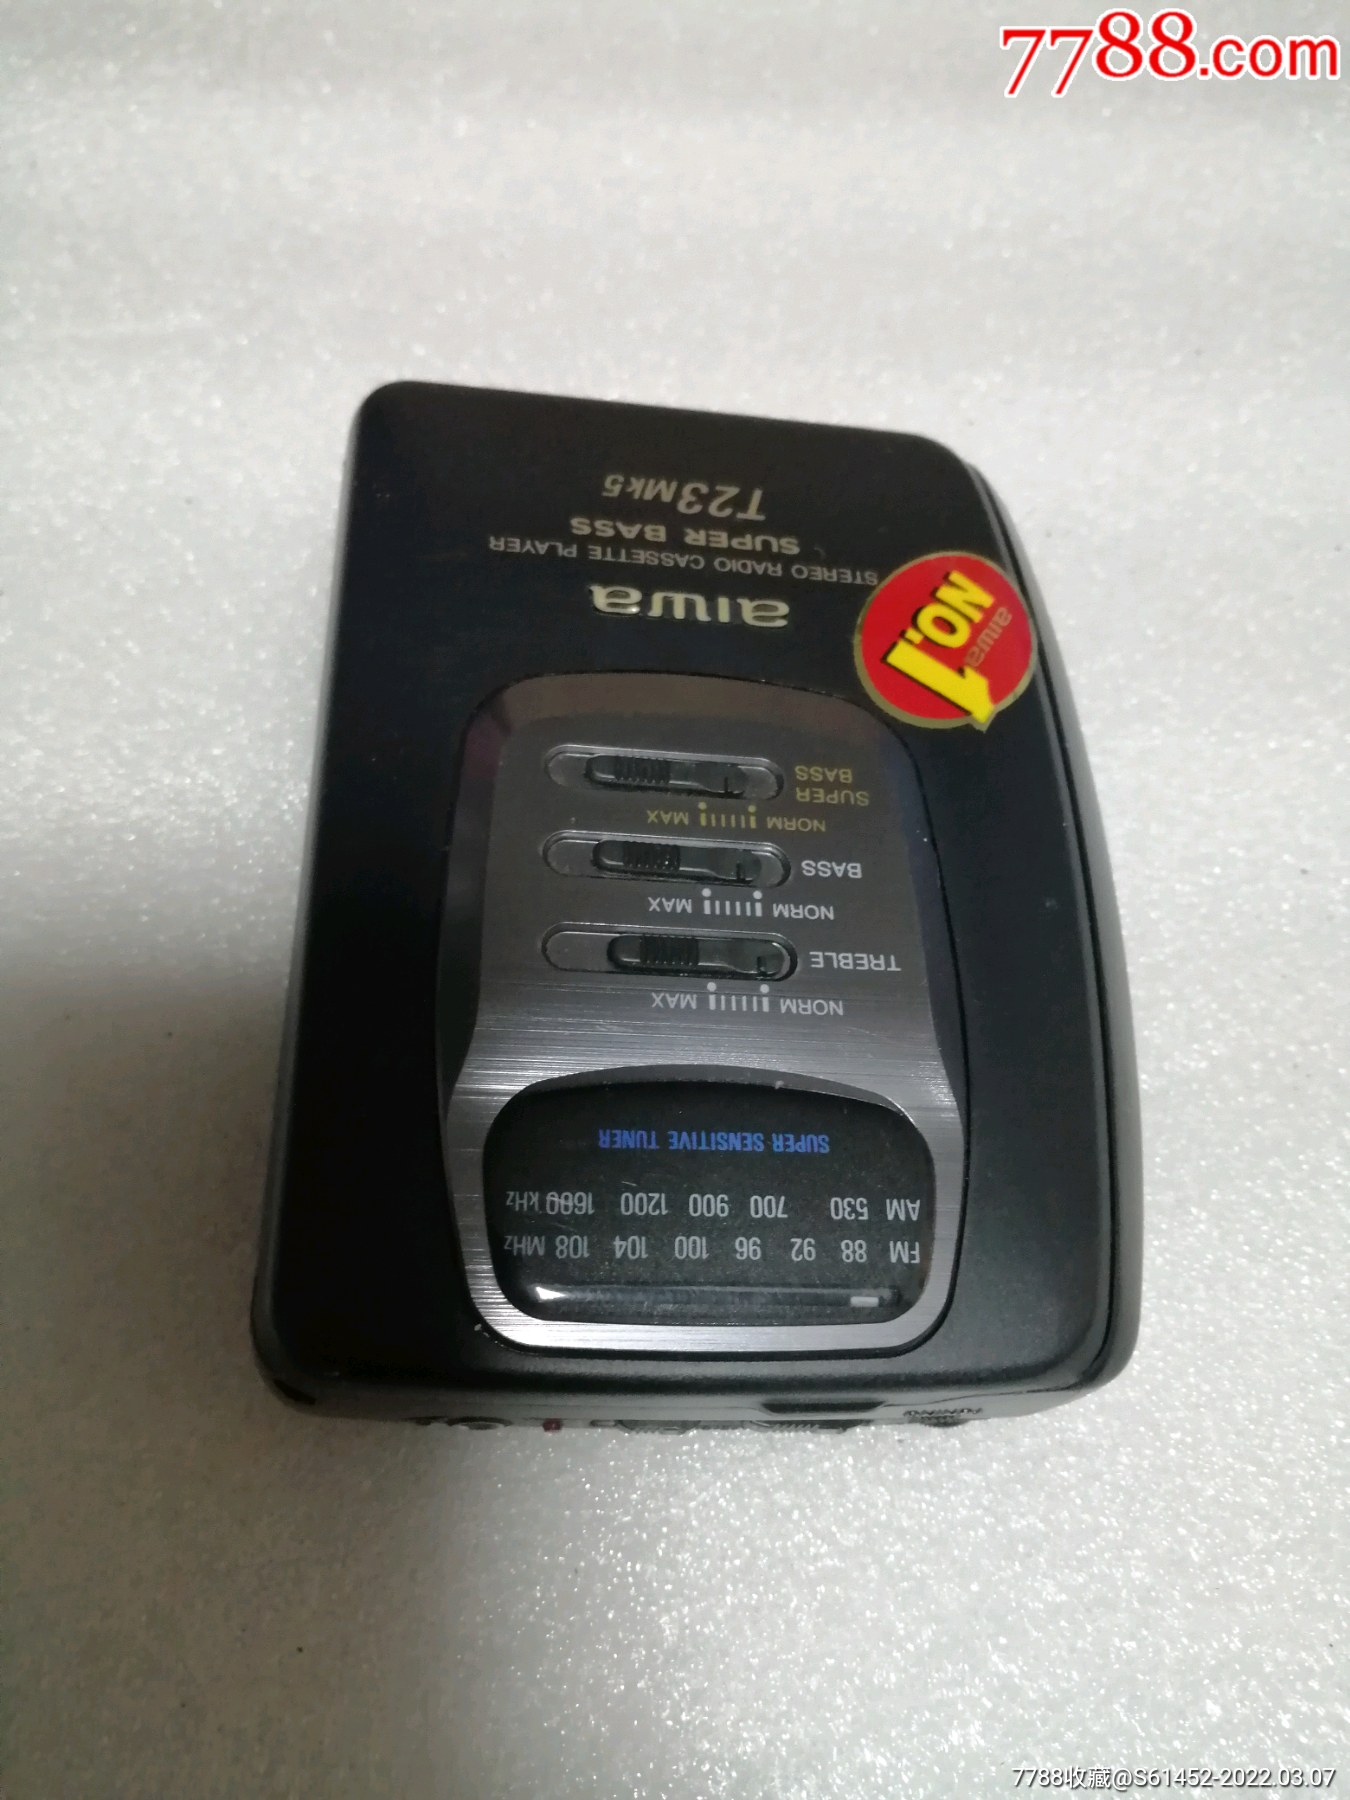 7788.com
TUNING
FM 88 92 96 100 104 108 MHz
AM 530 700 900 1200 1600 kHz
SUPER SENSITIVE TUNER
NORM MAX
TREBLE
NORM MAX
BASS
NORM MAX
SUPER
BASS
aiwa
NO.1
aiwa
STEREO RADIO CASSETTE PLAYER
SUPER BASS
T23Mk5
7788收藏@S61452-2022.03.07